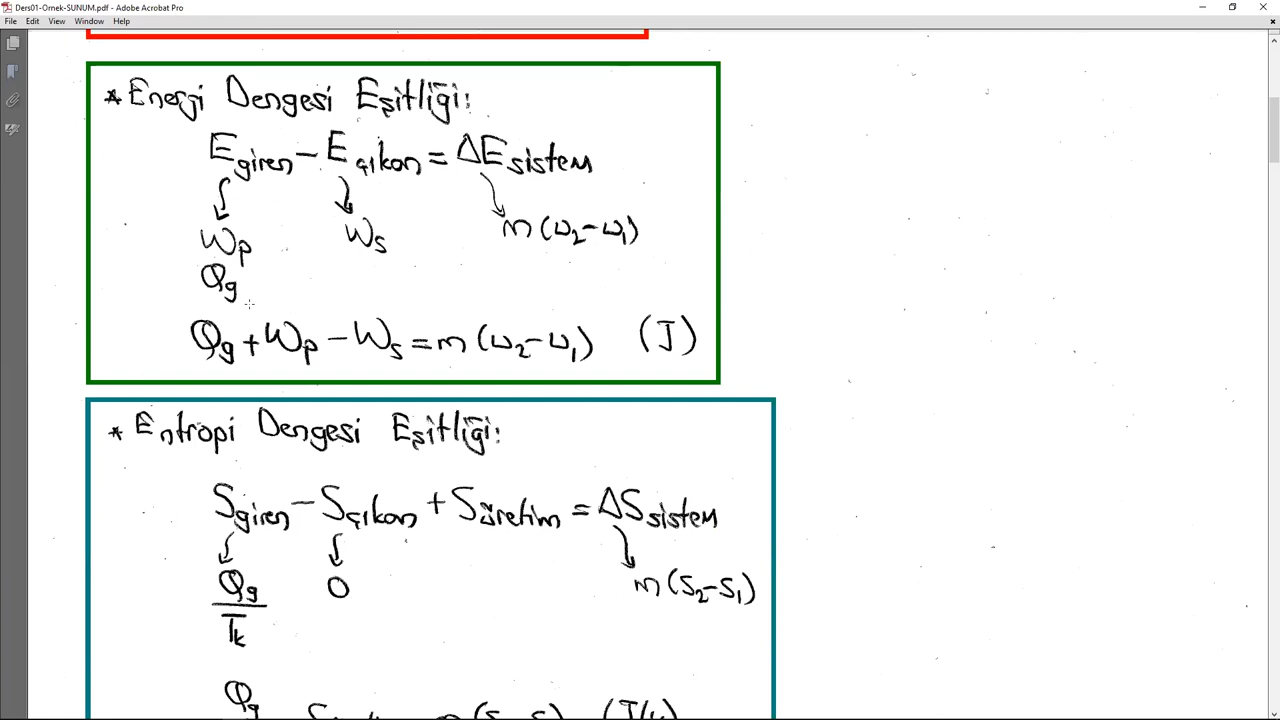 Ders01-Ornek-SUNUM.pdf - Adobe Acrobat Pro
File Edit View Window Help
* Enerji Dengesi Eşitliği:
E giren - E çıkan = ΔE sistem
Wp Ws m(u2-u1)
Qg
Qg + Wp - Ws = m(u2-u1) (J)
* Entropi Dengesi Eşitliği:
S giren - S çıkan + S üretim = ΔS sistem
Qg 0 m(S2-S1)
Tk
Qg